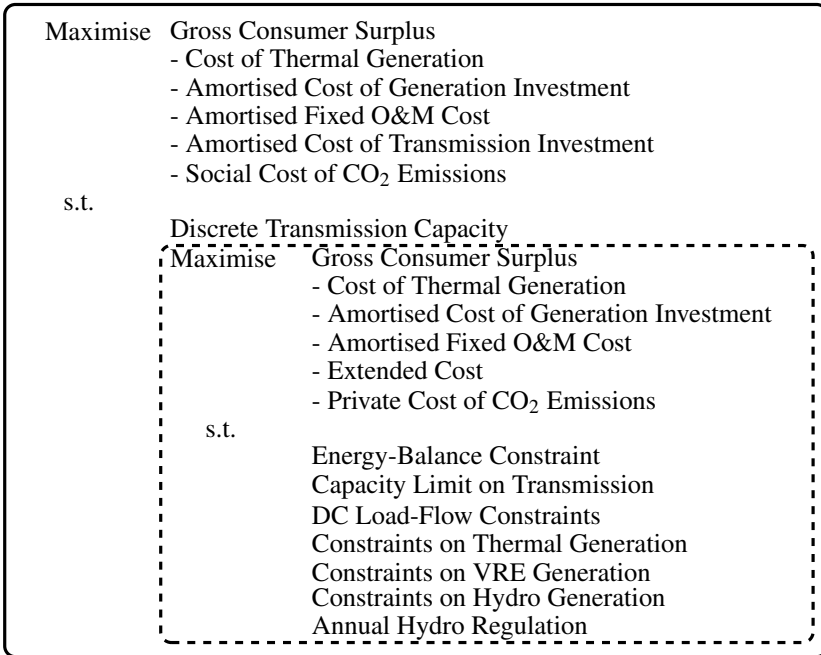 Maximise Gross Consumer Surplus
- Cost of Thermal Generation
- Amortised Cost of Generation Investment
- Amortised Fixed O&M Cost
- Amortised Cost of Transmission Investment
- Social Cost of CO₂ Emissions
s.t.
Discrete Transmission Capacity
Maximise Gross Consumer Surplus
- Cost of Thermal Generation
- Amortised Cost of Generation Investment
- Amortised Fixed O&M Cost
- Extended Cost
- Private Cost of CO₂ Emissions
s.t.
Energy-Balance Constraint
Capacity Limit on Transmission
DC Load-Flow Constraints
Constraints on Thermal Generation
Constraints on VRE Generation
Constraints on Hydro Generation
Annual Hydro Regulation